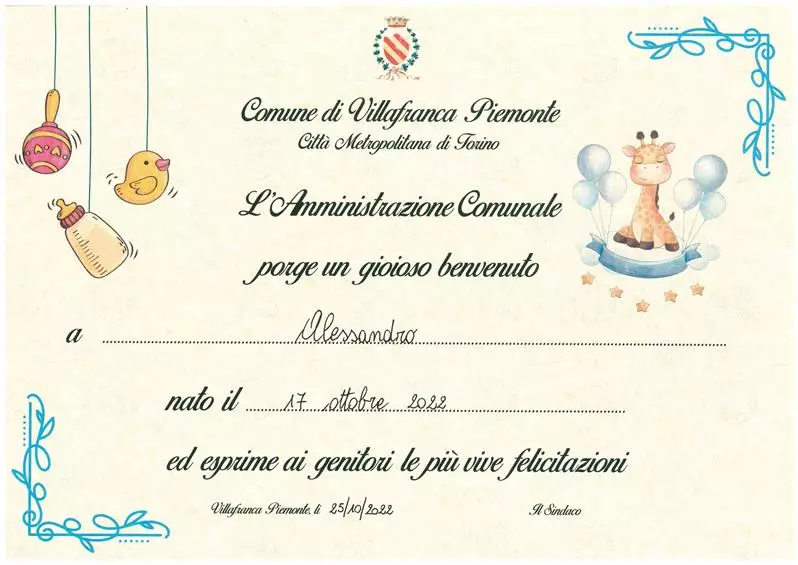 Comune di Villafranca Piemonte
Città Metropolitana di Torino
L'Amministrazione Comunale
porge un gioioso benvenuto
a Alessandro
nato il 17 ottobre 2022
ed esprime ai genitori le più vive felicitazioni
Villafranca Piemonte, li 25/10/2022 Il Sindaco